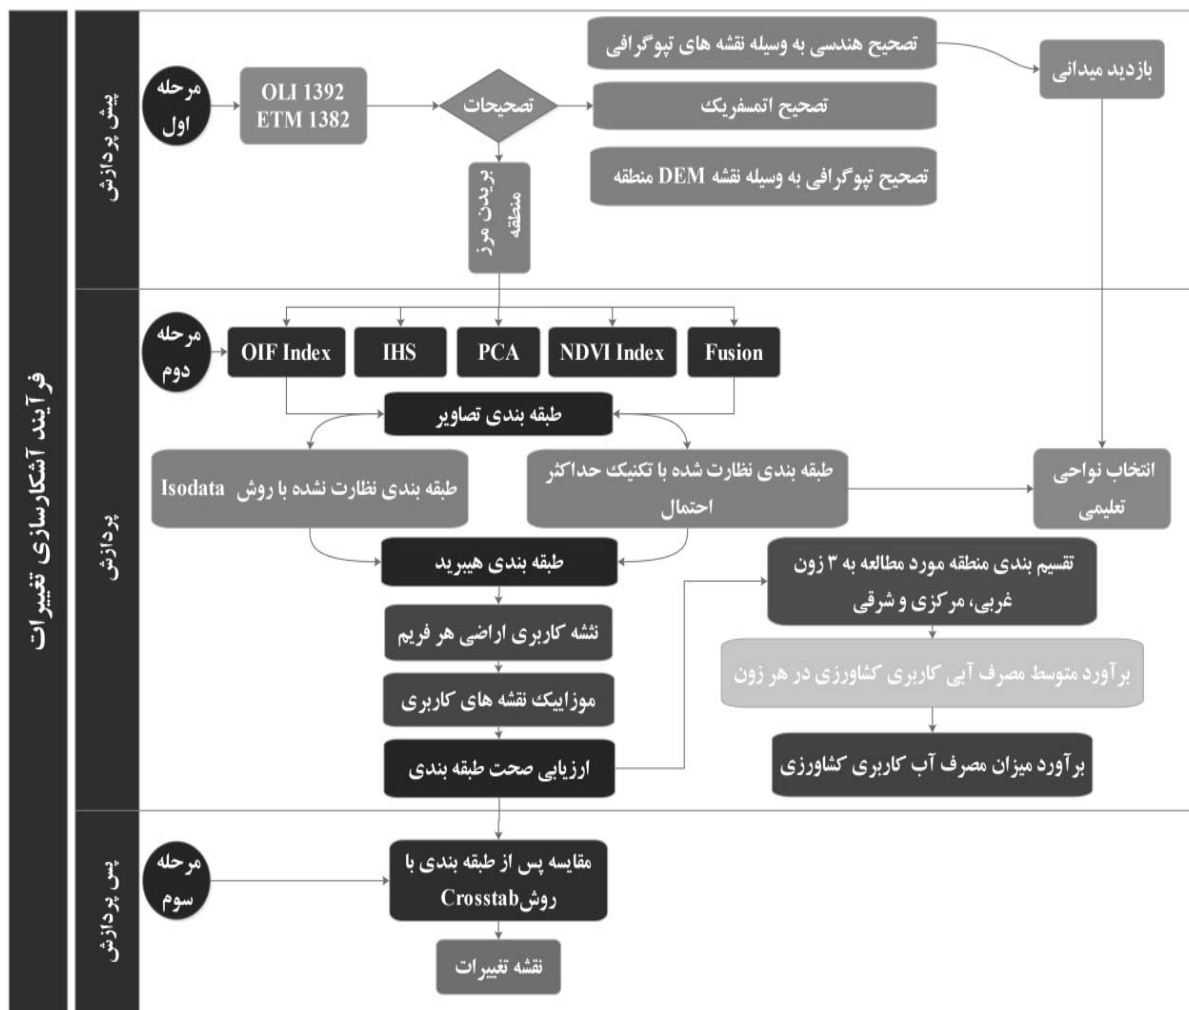 فرآیند آشکارسازی تغییرات
پیش پردازش
مرحله
اول
OLI 1392
ETM 1382
تصحیحات
تصحیح هندسی به وسیله نقشه های تپوگرافی
بازدید میدانی
تصحیح اتمسفریک
تصحیح تپوگرافی به وسیله نقشه DEM منطقه
بریدن مرز
منطقه
پردازش
مرحله
دوم
OIF Index
IHS
PCA
NDVI Index
Fusion
طبقه بندی تصاویر
طبقه بندی نظارت نشده با روش Isodata
طبقه بندی نظارت شده با تکنیک حداکثر
احتمال
انتخاب نواحی
تعلیمی
طبقه بندی هیبرید
نثشه کاربری اراضی هر فریم
موزاییک نقشه های کاربری
ارزیابی صحت طبقه بندی
تقسیم بندی منطقه مورد مطالعه به ۳ زون
غربی، مرکزی و شرقی
برآورد متوسط مصرف آبی کاربری کشاورزی در هر زون
برآورد میزان مصرف آب کاربری کشاورزی
پس پردازش
مرحله
سوم
مقایسه پس از طبقه بندی با
روشCrosstab
نقشه تغییرات